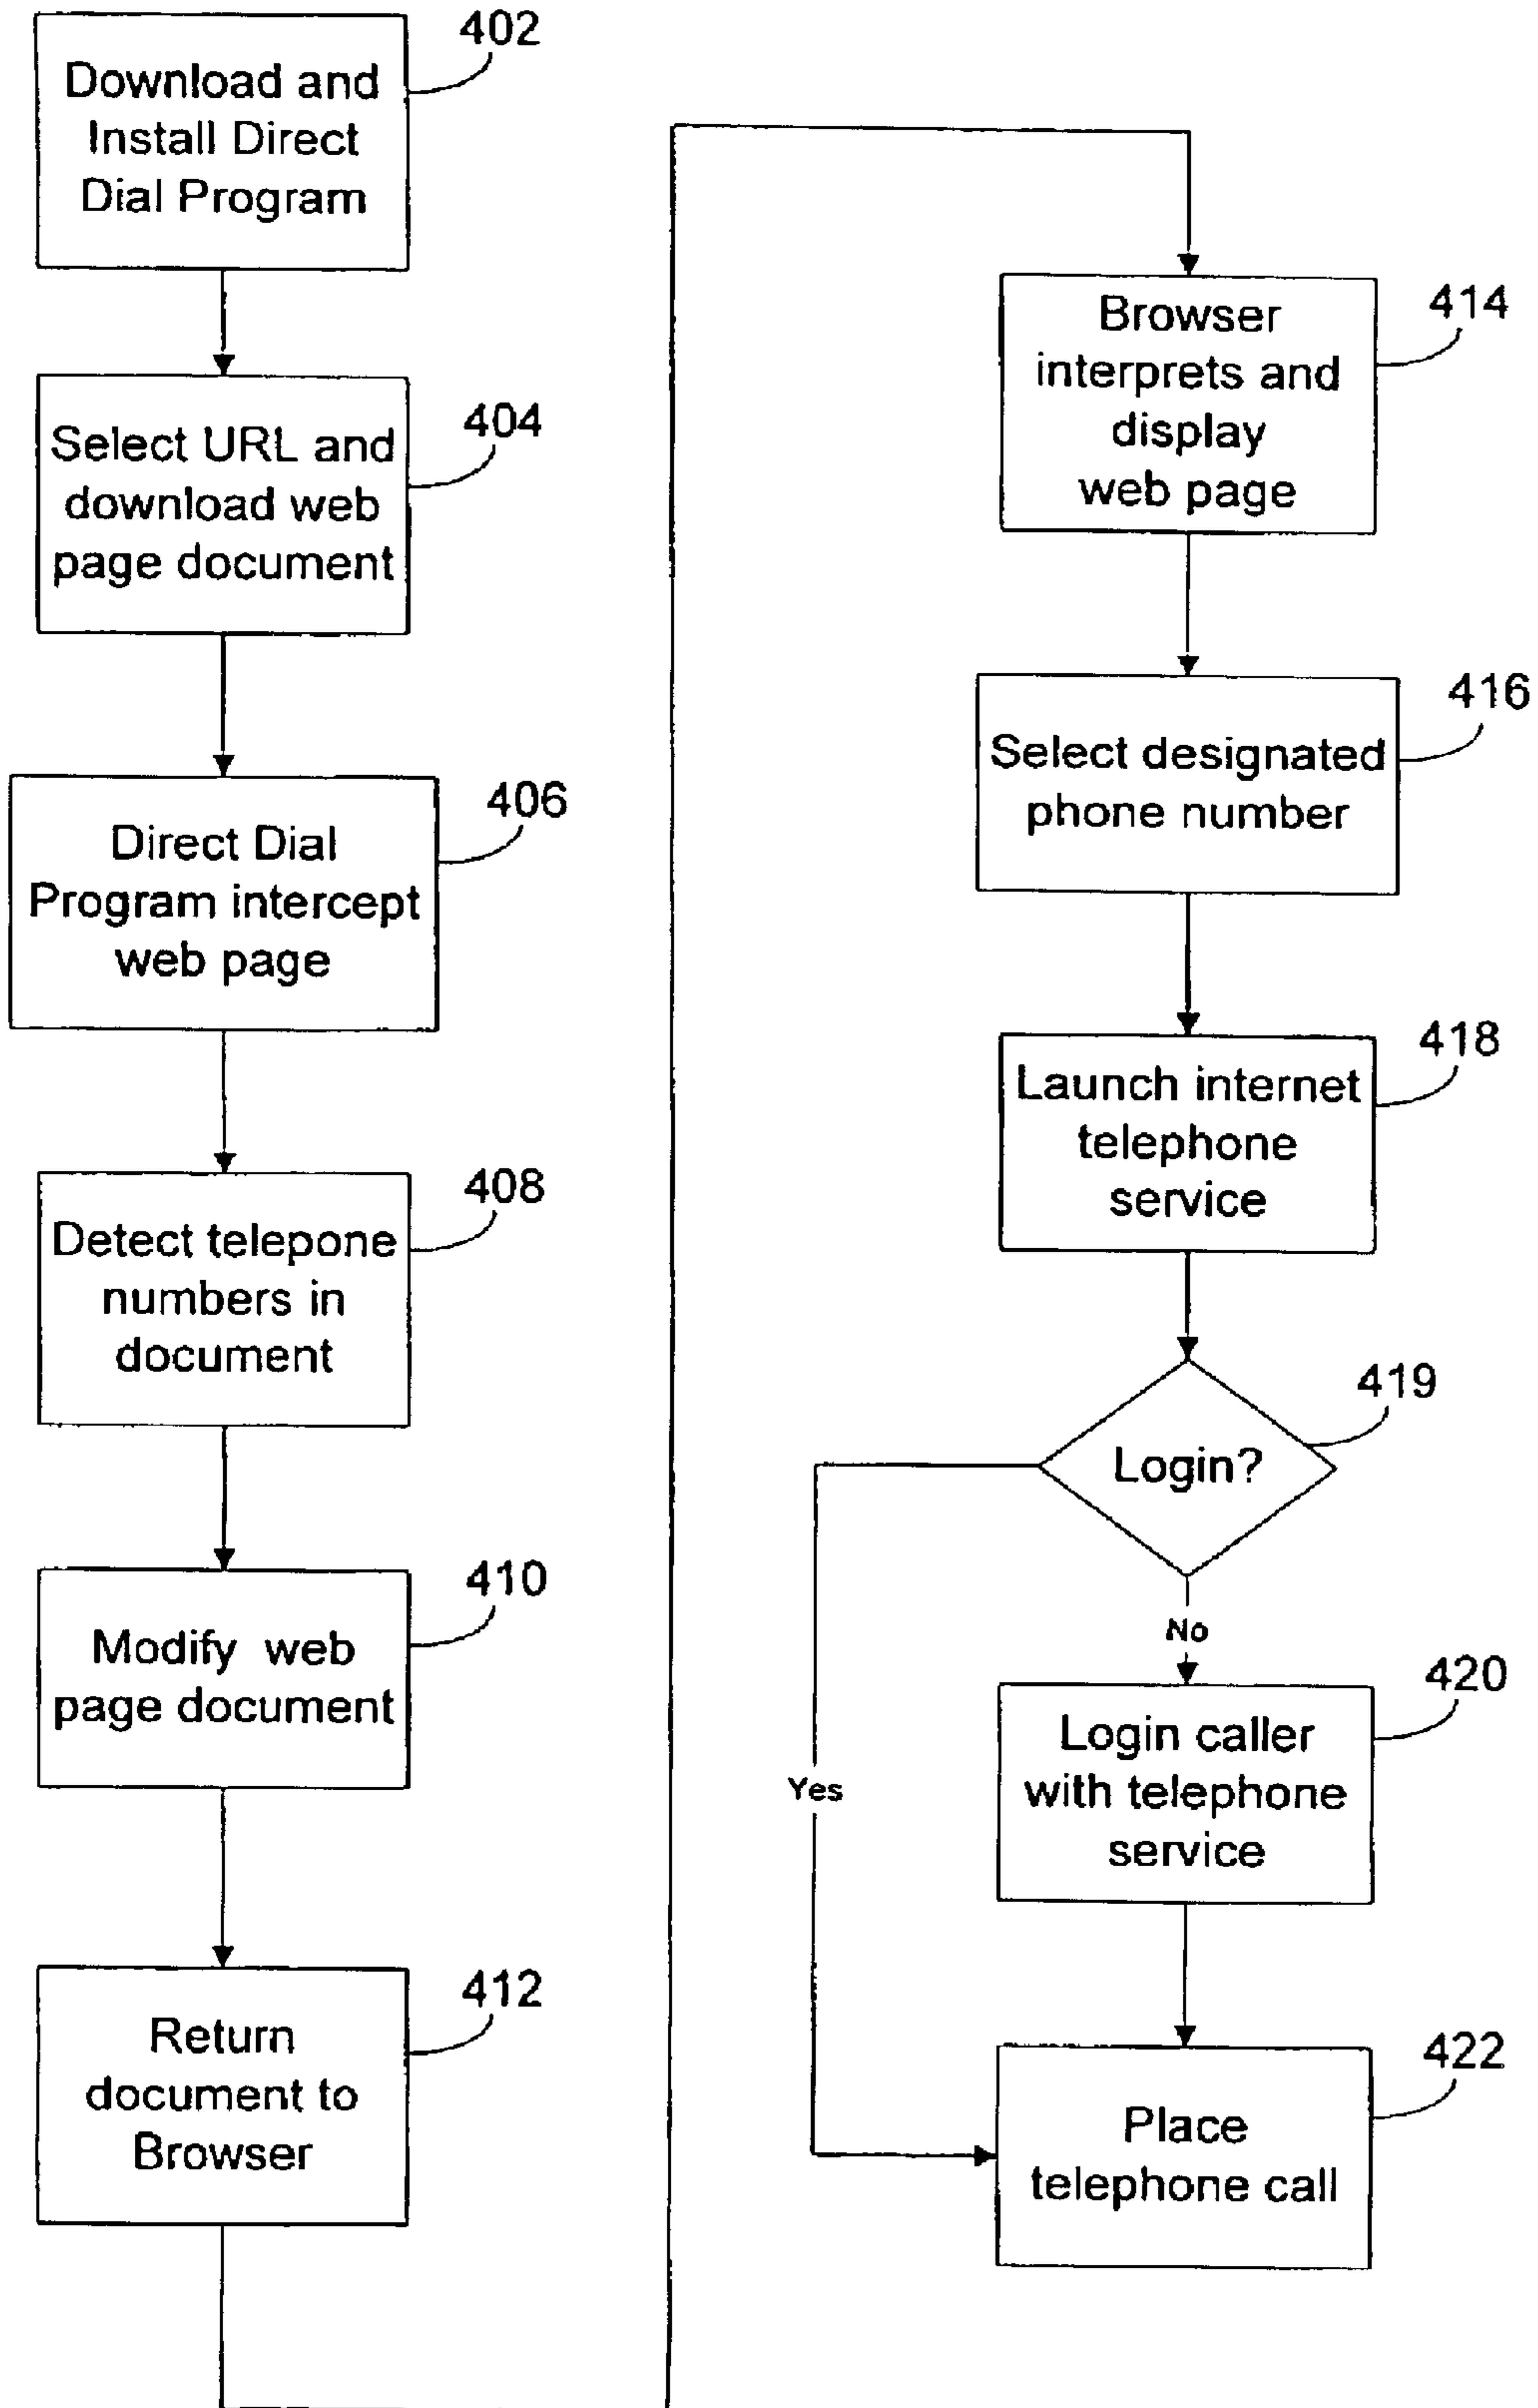 402
Download and
Install Direct
Dial Program
404
Select URL and
download web
page document
406
Direct Dial
Program intercept
web page
408
Detect telepone
numbers in
document
410
Modify web
page document
412
Return
document to
Browser
414
Browser
interprets and
display
web page
416
Select designated
phone number
418
Launch internet
telephone
service
419
Login?
No
Yes
420
Login caller
with telephone
service
422
Place
telephone call